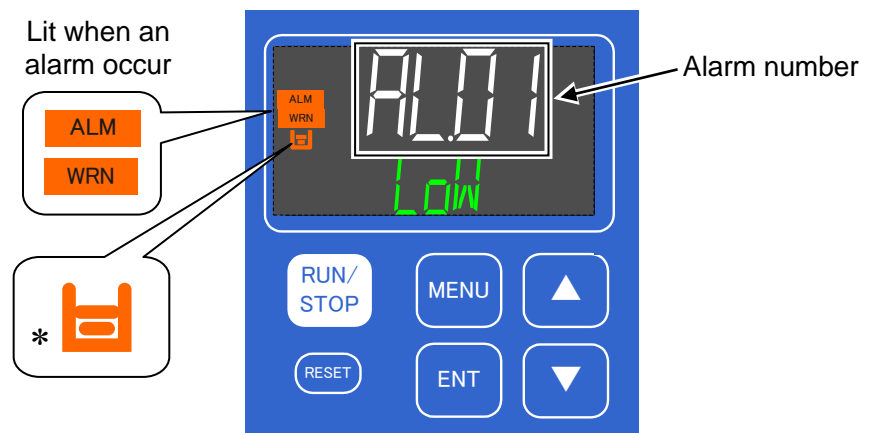 Lit when an
alarm occur
ALM
WRN
*
ALM
WRN
AL.01
LoW
Alarm number
RUN/
STOP
MENU
▲
RESET
ENT
▼